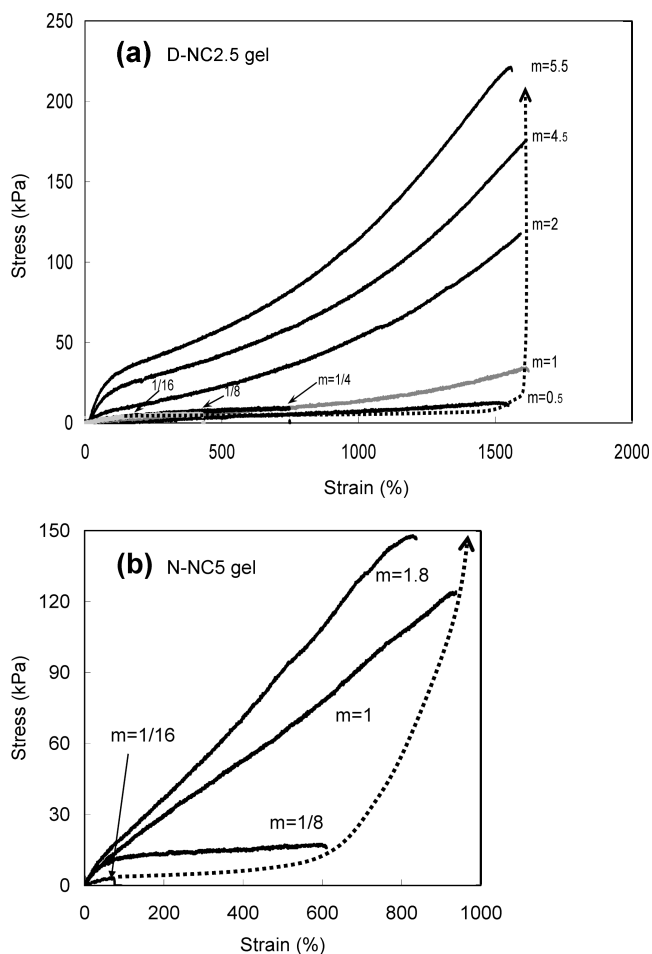 (a) D-NC2.5 gel
250
200
150
100
50
0
Stress (kPa)
m=5.5
m=4.5
m=2
m=1
m=0.5
1/16
1/8
m=1/4
0 500 1000 1500 2000
Strain (%)
(b) N-NC5 gel
150
120
90
60
30
0
Stress (kPa)
m=1.8
m=1
m=1/16
m=1/8
0 200 400 600 800 1000
Strain (%)